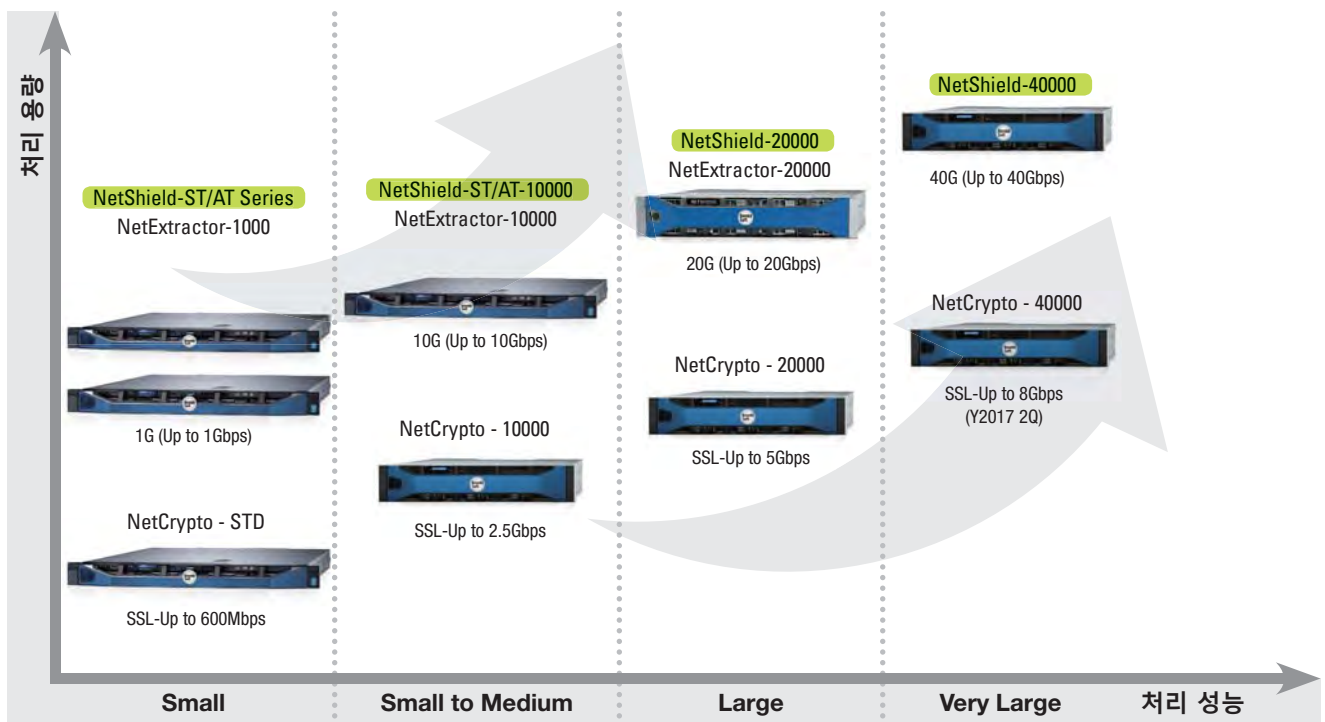 처리 용량
NetShield-ST/AT Series
NetExtractor-1000
1G (Up to 1Gbps)
NetCrypto - STD
SSL-Up to 600Mbps
NetShield-ST/AT-10000
NetExtractor-10000
10G (Up to 10Gbps)
NetCrypto - 10000
SSL-Up to 2.5Gbps
NetShield-20000
NetExtractor-20000
20G (Up to 20Gbps)
NetCrypto - 20000
SSL-Up to 5Gbps
NetShield-40000
40G (Up to 40Gbps)
NetCrypto - 40000
SSL-Up to 8Gbps
(Y2017 2Q)
Small
Small to Medium
Large
Very Large
처리 성능